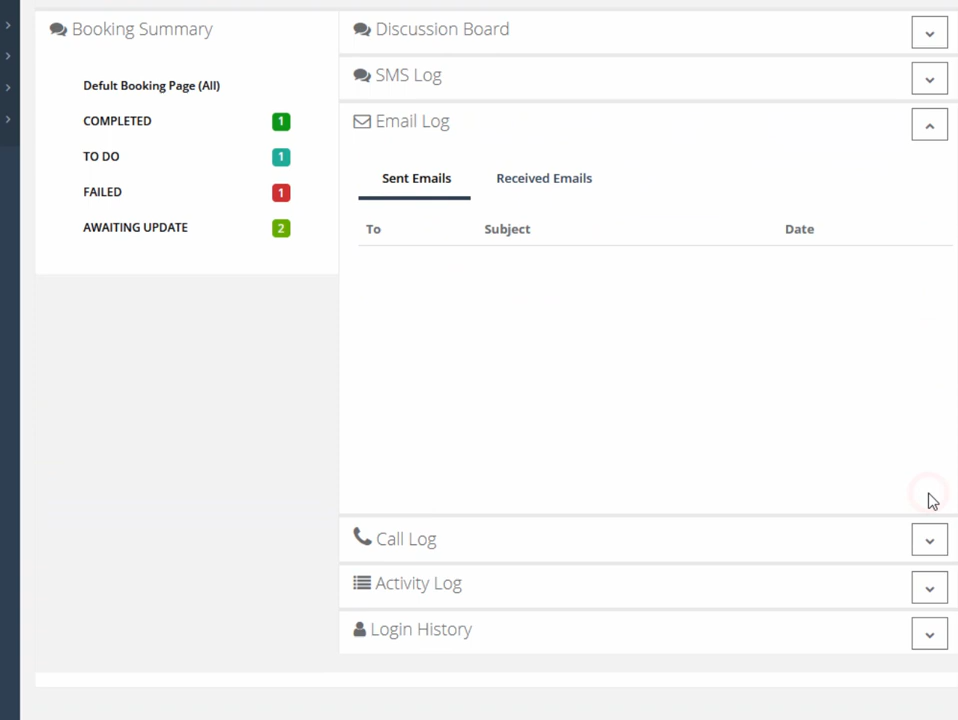 Booking Summary
Defult Booking Page (All)
COMPLETED 1
TO DO 1
FAILED 1
AWAITING UPDATE 2
Discussion Board
SMS Log
Email Log
Sent Emails Received Emails
To Subject Date
Call Log
Activity Log
Login History